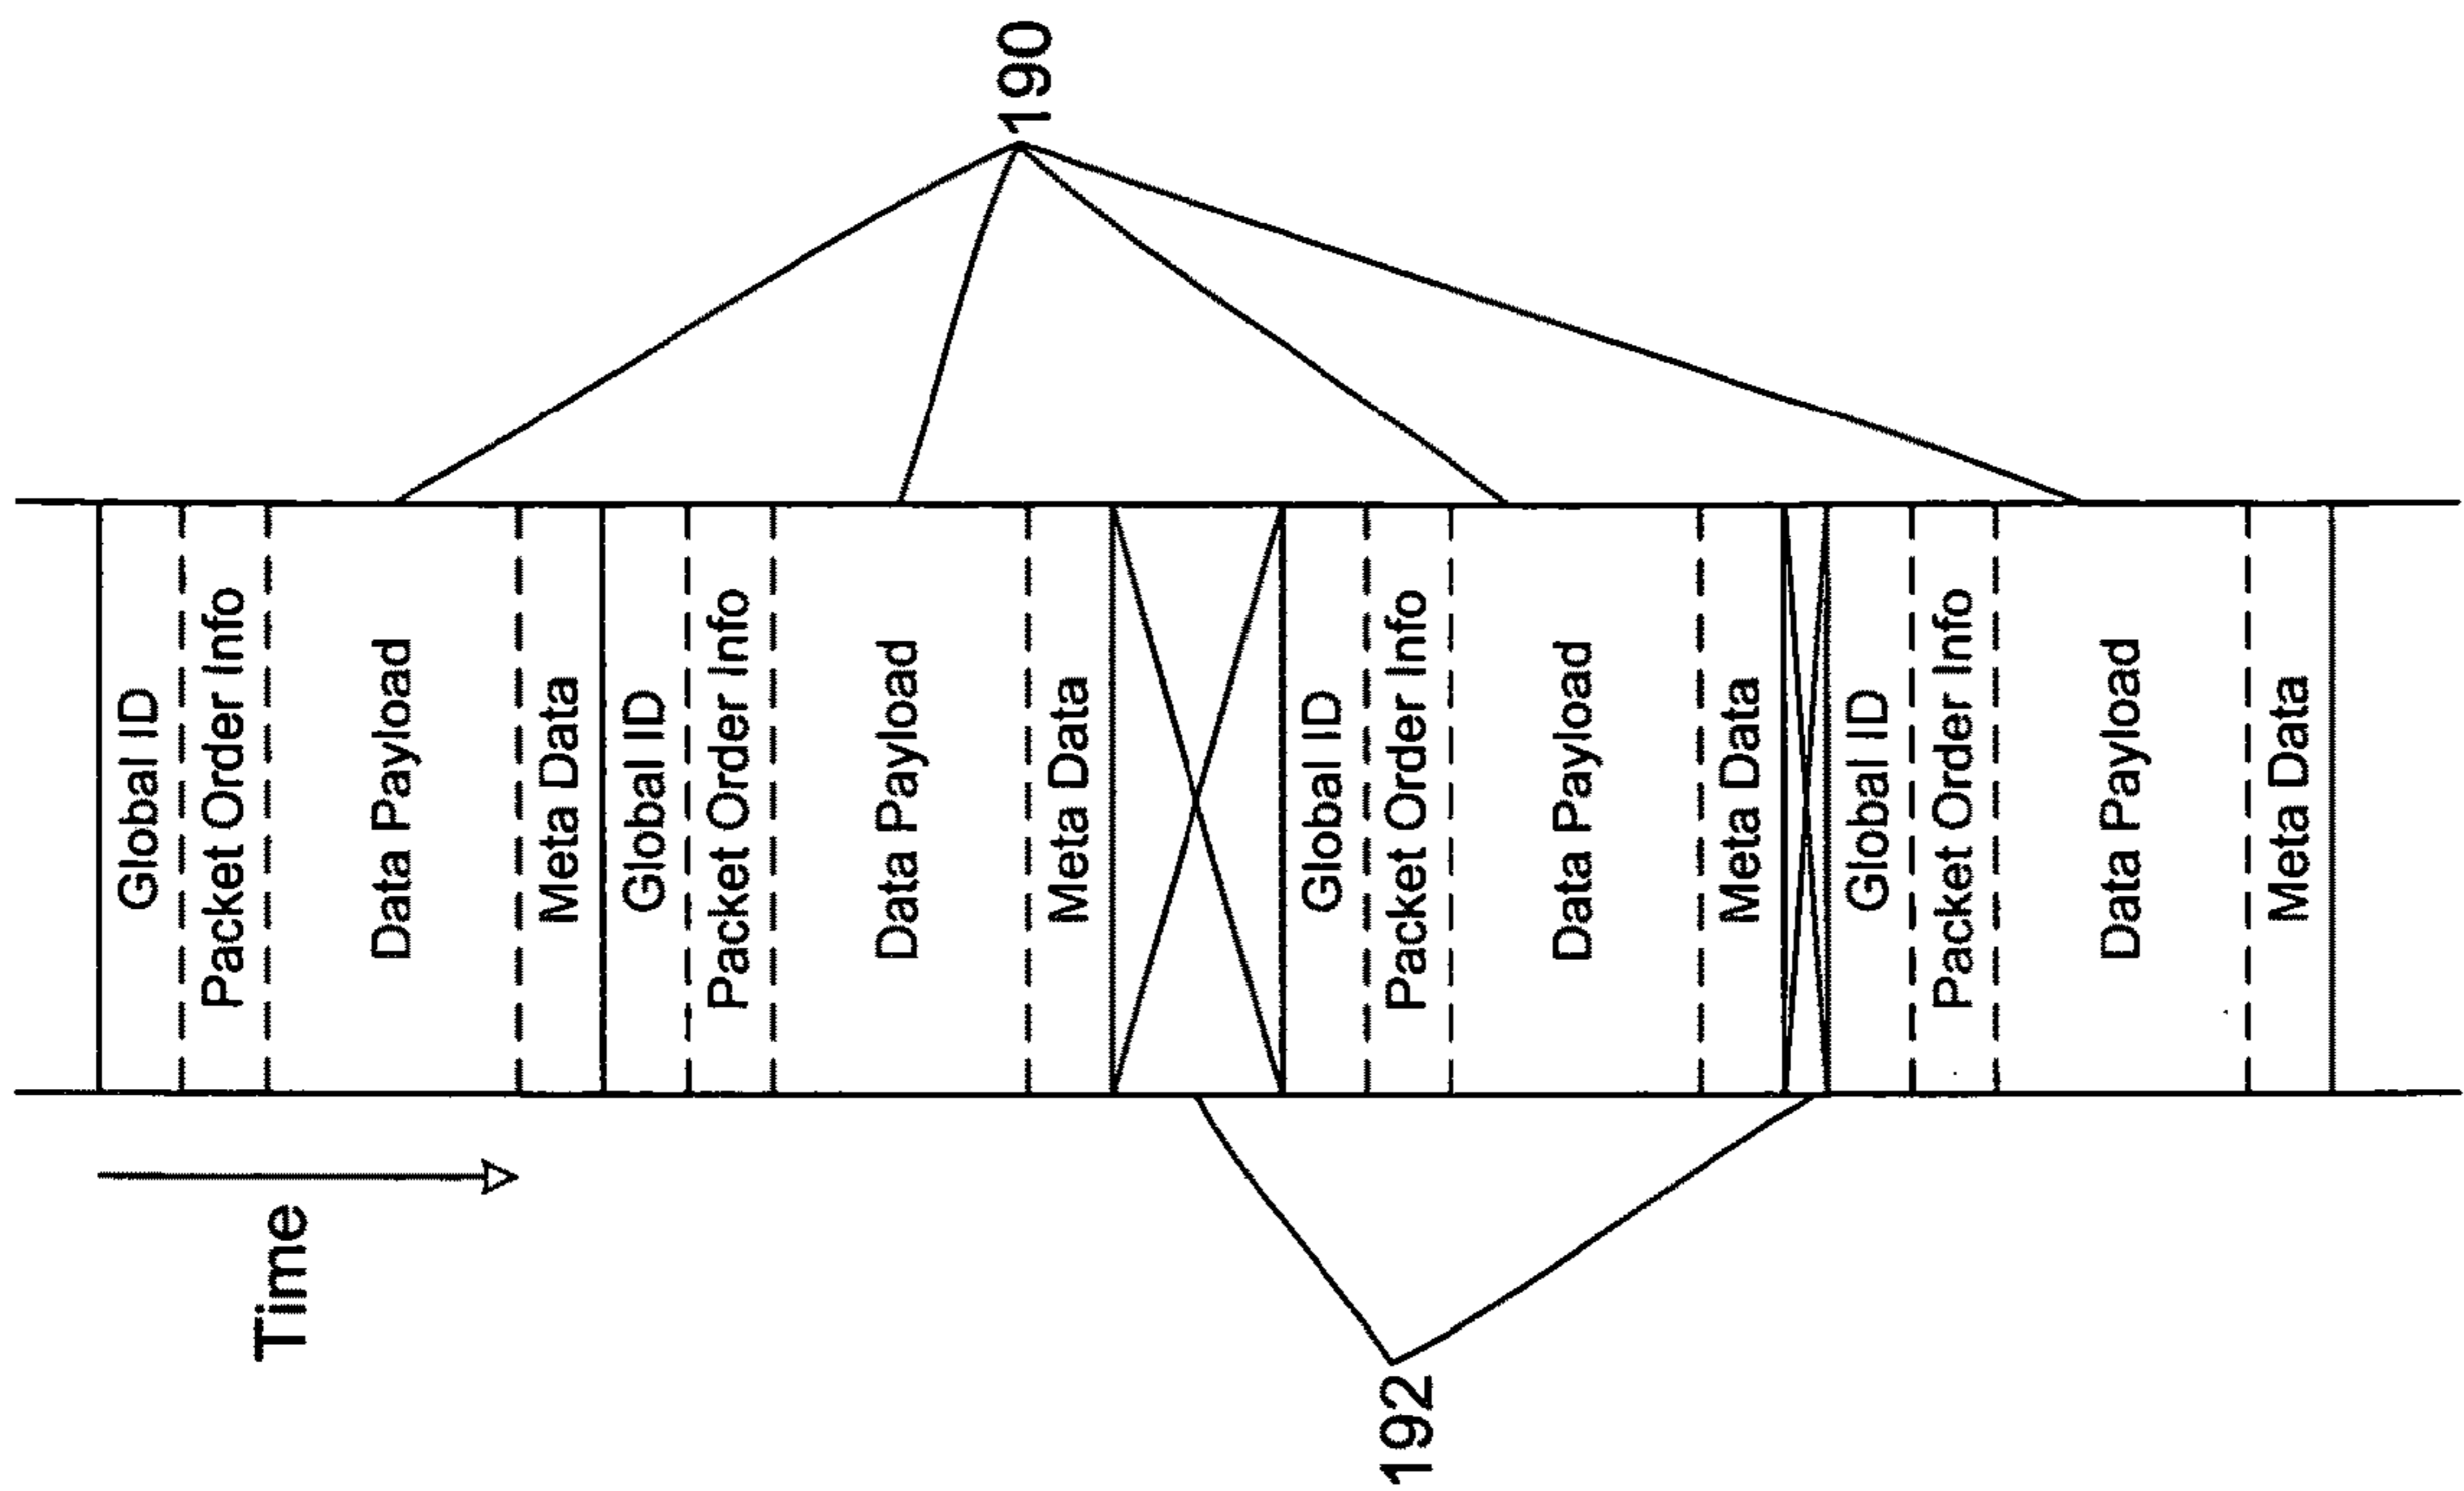 190
Global ID
Packet Order Info
Data Payload
Meta Data
Global ID
Packet Order Info
Data Payload
Meta Data
Global ID
Packet Order Info
Data Payload
Meta Data
Global ID
Packet Order Info
Data Payload
Meta Data
Time
192